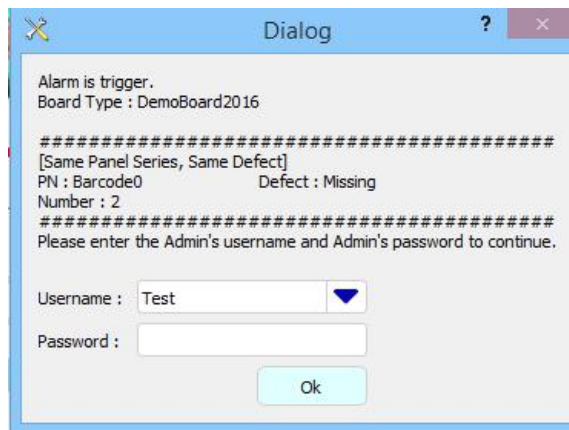 Dialog
?
×
Alarm is trigger.
Board Type : DemoBoard2016
##########################################
[Same Panel Series, Same Defect]
PN : Barcode0 Defect : Missing
Number : 2
##########################################
Please enter the Admin's username and Admin's password to continue.
Username : Test
Password :
Ok